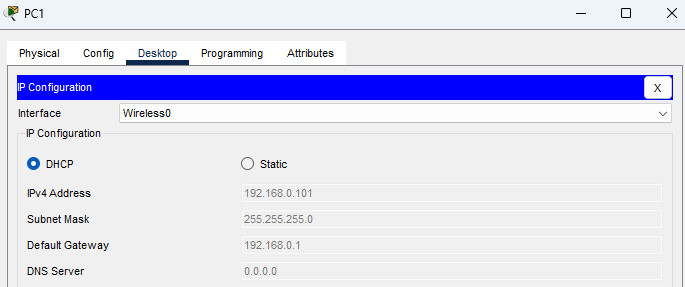 PC1
Physical Config Desktop Programming Attributes
IP Configuration X
Interface Wireless0
IP Configuration
DHCP Static
IPv4 Address 192.168.0.101
Subnet Mask 255.255.255.0
Default Gateway 192.168.0.1
DNS Server 0.0.0.0